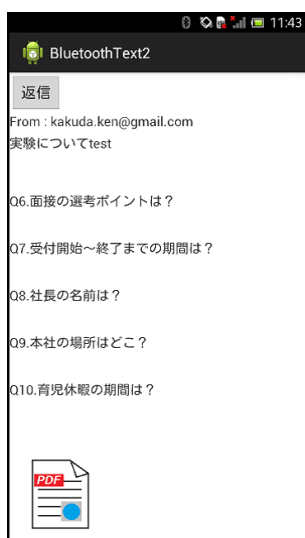 11:43
BluetoothText2
返信
From : kakuda.ken@gmail.com
実験についてtest
Q6.面接の選考ポイントは？
Q7.受付開始～終了までの期間は？
Q8.社長の名前は？
Q9.本社の場所はどこ？
Q10.育児休暇の期間は？
PDF